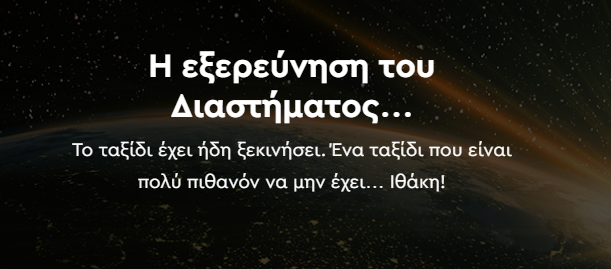 Η εξερεύνηση του
Διαστήματος...
Το ταξίδι έχει ήδη ξεκινήσει. Ένα ταξίδι που είναι
πολύ πιθανόν να μην έχει... Ιθάκη!